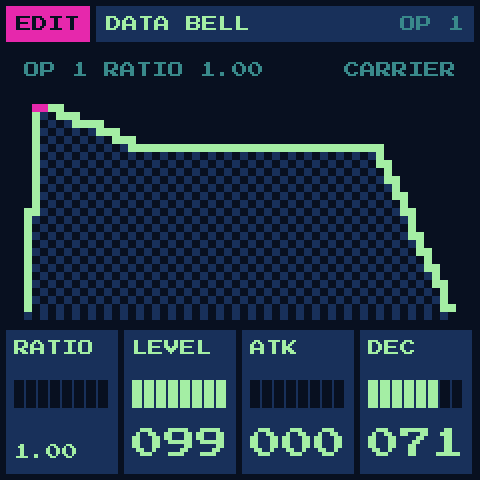 EDIT DATA BELL OP 1
OP 1 RATIO 1.00 CARRIER
RATIO LEVEL ATK DEC
1.00 099 000 071